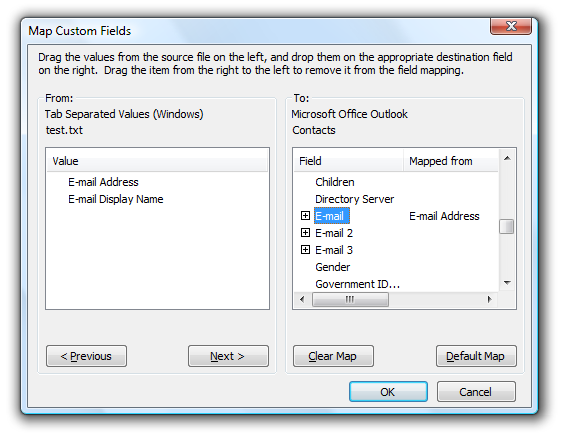 Map Custom Fields
Drag the values from the source file on the left, and drop them on the appropriate destination field
on the right.  Drag the item from the right to the left to remove it from the field mapping.
From:
Tab Separated Values (Windows)
test.txt
Value
E-mail Address
E-mail Display Name
< Previous
Next >
To:
Microsoft Office Outlook
Contacts
Field Mapped from
Children
Directory Server
E-mail E-mail Address
E-mail 2
E-mail 3
Gender
Government ID...
Clear Map
Default Map
OK
Cancel